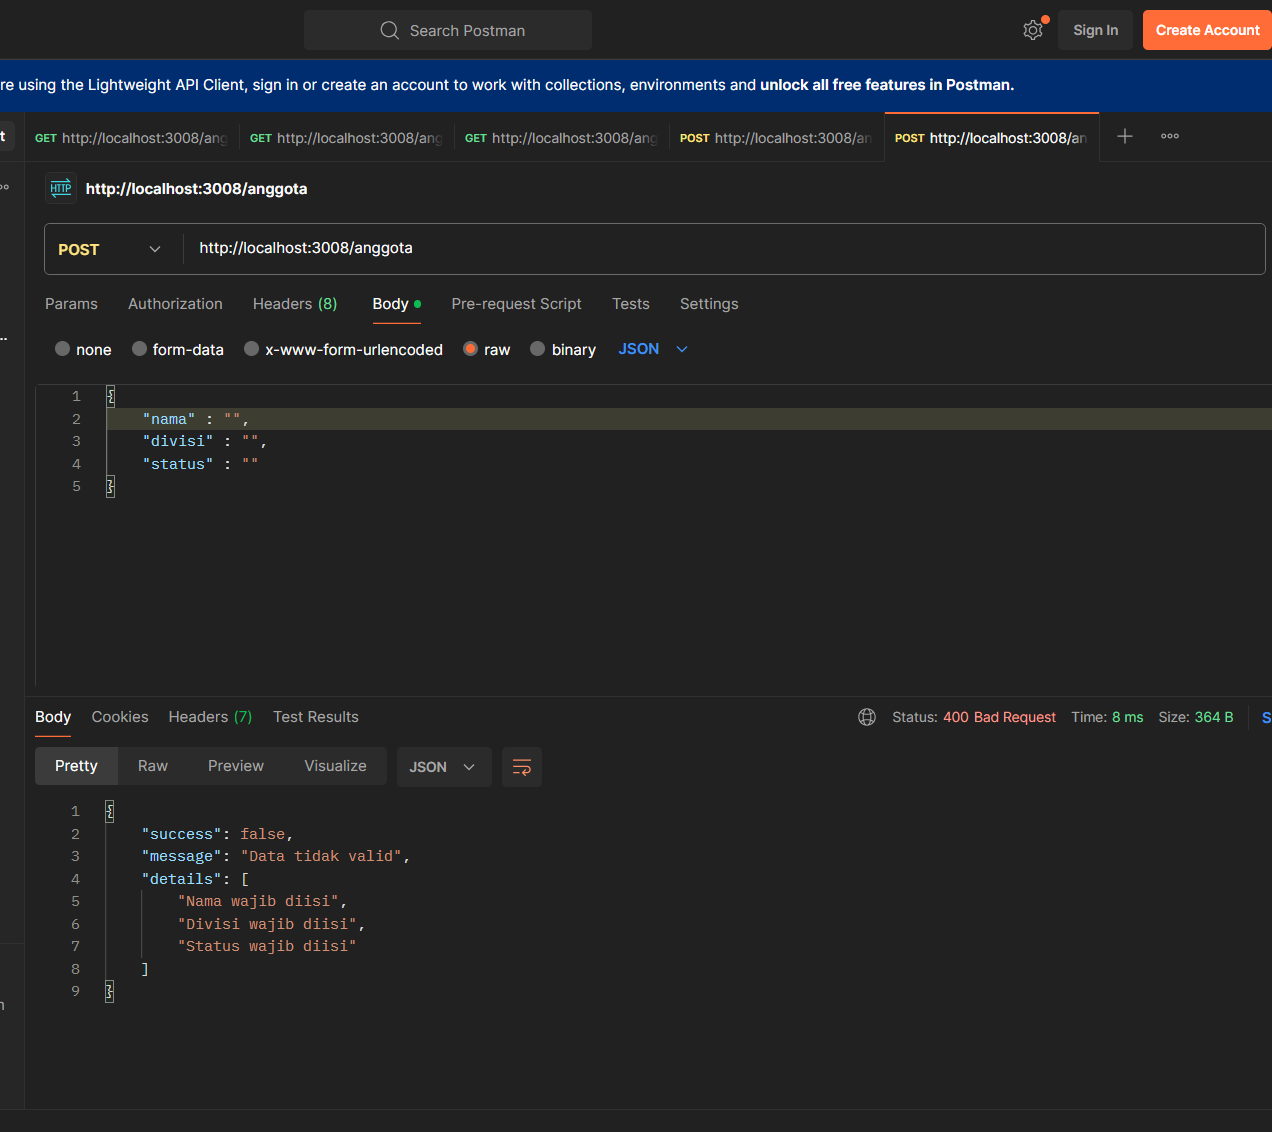 Search Postman
Sign In
Create Account
re using the Lightweight API Client, sign in or create an account to work with collections, environments and unlock all free features in Postman.
t
GET http://localhost:3008/ang
GET http://localhost:3008/angg
GET http://localhost:3008/angg
POST http://localhost:3008/an
POST http://localhost:3008/an
HTTP http://localhost:3008/anggota
POST http://localhost:3008/anggota
Params Authorization Headers (8) Body Pre-request Script Tests Settings
none form-data x-www-form-urlencoded raw binary JSON
1 {
2 "nama" : "",
3 "divisi" : "",
4 "status" : ""
5 }
Body Cookies Headers (7) Test Results
Status: 400 Bad Request Time: 8 ms Size: 364 B S
Pretty Raw Preview Visualize JSON
1 {
2 "success": false,
3 "message": "Data tidak valid",
4 "details": [
5 "Nama wajib diisi",
6 "Divisi wajib diisi",
7 "Status wajib diisi"
8 ]
9 }